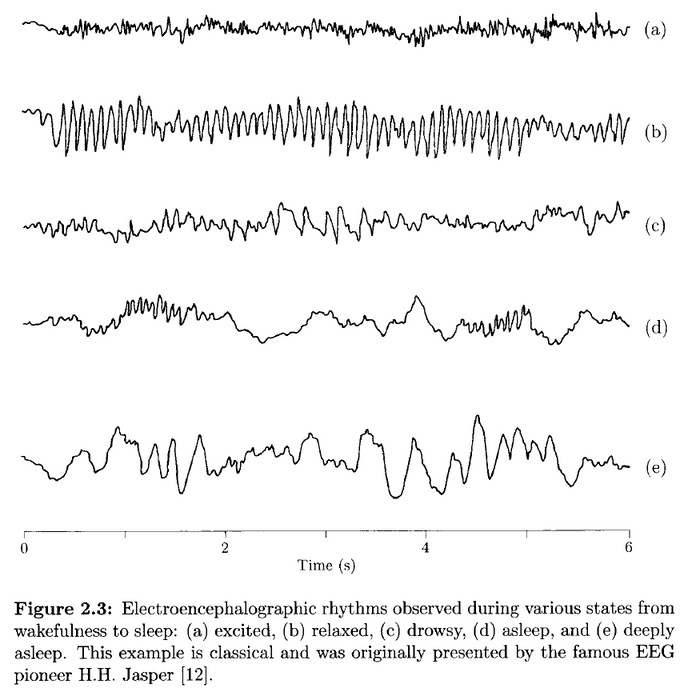 (a)
(b)
(c)
(d)
(e)
0 2 4 6
Time (s)
Figure 2.3: Electroencephalographic rhythms observed during various states from
wakefulness to sleep: (a) excited, (b) relaxed, (c) drowsy, (d) asleep, and (e) deeply
asleep. This example is classical and was originally presented by the famous EEG
pioneer H.H. Jasper [12].